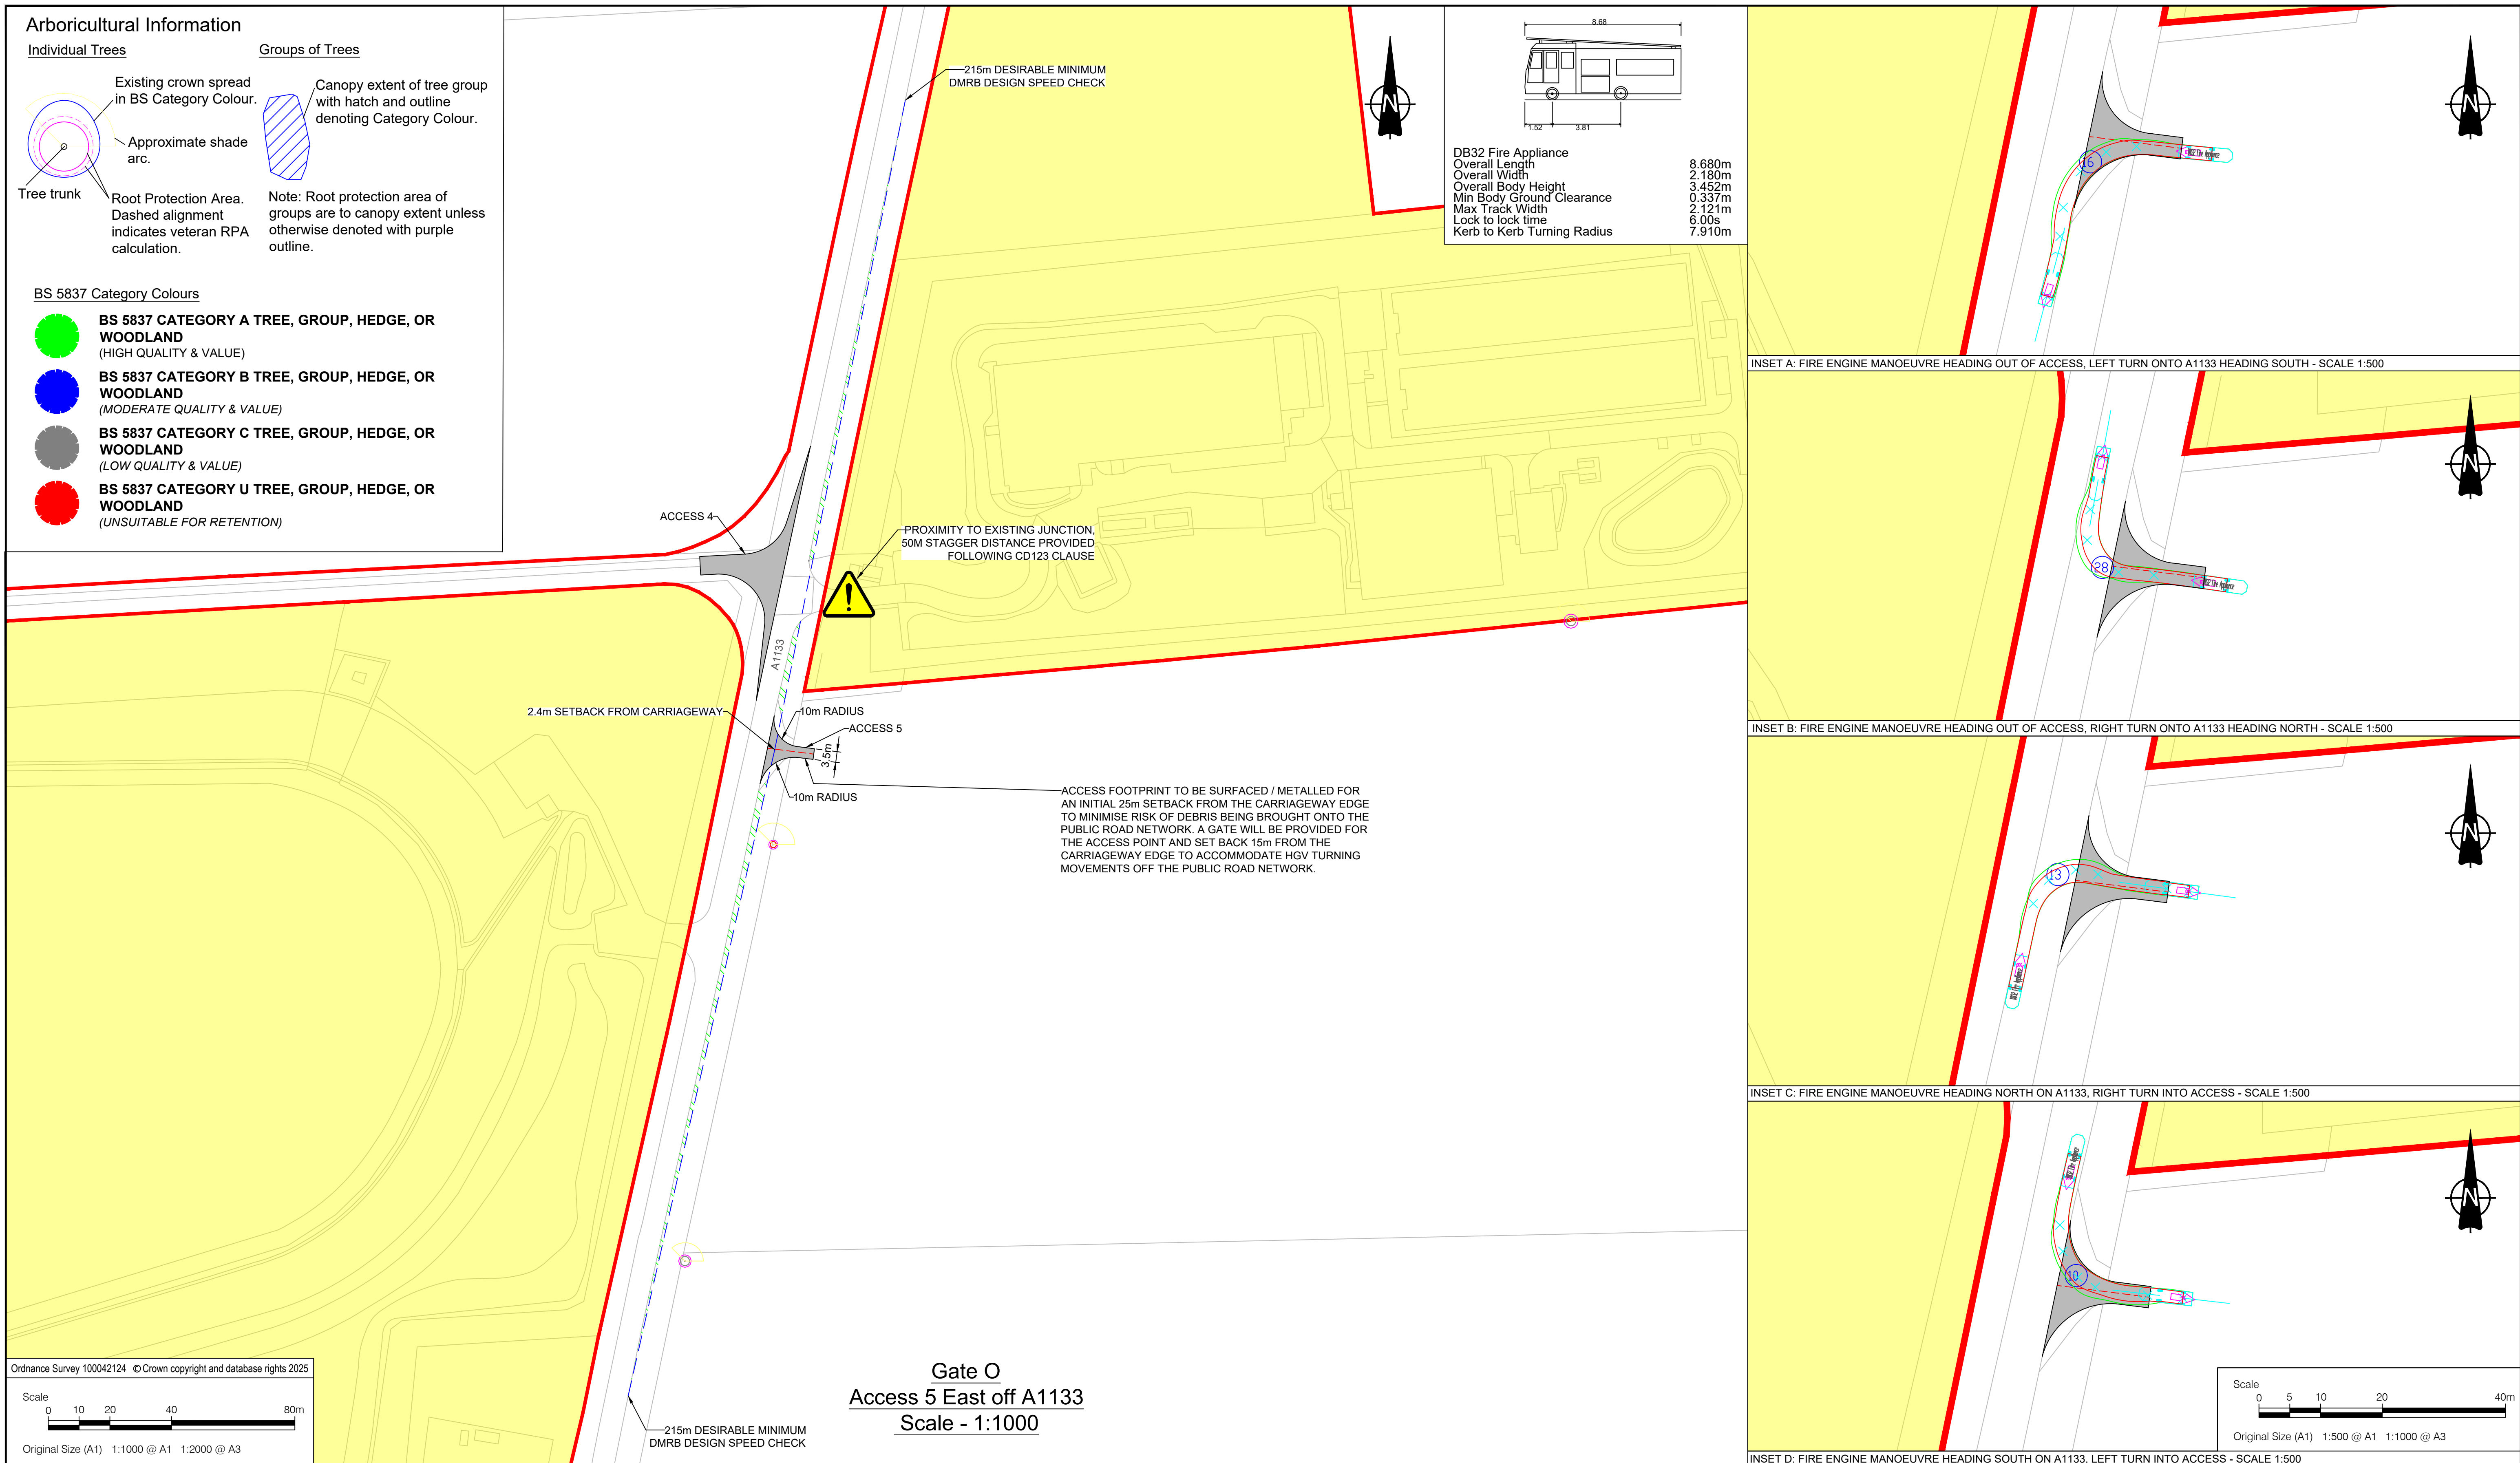 Arboricultural Information
Individual Trees
Groups of Trees
Existing crown spread
in BS Category Colour.
Approximate shade
arc.
Tree trunk
Root Protection Area.
Dashed alignment
indicates veteran RPA
calculation.
Canopy extent of tree group
with hatch and outline
denoting Category Colour.
Note: Root protection area of
groups are to canopy extent unless
otherwise denoted with purple
outline.
BS 5837 Category Colours
BS 5837 CATEGORY A TREE, GROUP, HEDGE, OR
WOODLAND
(HIGH QUALITY & VALUE)
BS 5837 CATEGORY B TREE, GROUP, HEDGE, OR
WOODLAND
(MODERATE QUALITY & VALUE)
BS 5837 CATEGORY C TREE, GROUP, HEDGE, OR
WOODLAND
(LOW QUALITY & VALUE)
BS 5837 CATEGORY U TREE, GROUP, HEDGE, OR
WOODLAND
(UNSUITABLE FOR RETENTION)
215m DESIRABLE MINIMUM
DMRB DESIGN SPEED CHECK
N
8.68
1.52 3.81
DB32 Fire Appliance
Overall Length 8.680m
Overall Width 2.180m
Overall Body Height 3.452m
Min Body Ground Clearance 0.337m
Max Track Width 2.121m
Lock to lock time 6.00s
Kerb to Kerb Turning Radius 7.910m
ACCESS 4
PROXIMITY TO EXISTING JUNCTION,
50M STAGGER DISTANCE PROVIDED
FOLLOWING CD123 CLAUSE
!
A1133
2.4m SETBACK FROM CARRIAGEWAY
10m RADIUS
ACCESS 5
3.5m
10m RADIUS
ACCESS FOOTPRINT TO BE SURFACED / METALLED FOR
AN INITIAL 25m SETBACK FROM THE CARRIAGEWAY EDGE
TO MINIMISE RISK OF DEBRIS BEING BROUGHT ONTO THE
PUBLIC ROAD NETWORK. A GATE WILL BE PROVIDED FOR
THE ACCESS POINT AND SET BACK 15m FROM THE
CARRIAGEWAY EDGE TO ACCOMMODATE HGV TURNING
MOVEMENTS OFF THE PUBLIC ROAD NETWORK.
215m DESIRABLE MINIMUM
DMRB DESIGN SPEED CHECK
Gate O
Access 5 East off A1133
Scale - 1:1000
Ordnance Survey 100042124 © Crown copyright and database rights 2025
Scale
0 10 20 40 80m
Original Size (A1) 1:1000 @ A1 1:2000 @ A3
N
16
DB32 Fire Appliance
INSET A: FIRE ENGINE MANOEUVRE HEADING OUT OF ACCESS, LEFT TURN ONTO A1133 HEADING SOUTH - SCALE 1:500
N
28
DB32 Fire Appliance
INSET B: FIRE ENGINE MANOEUVRE HEADING OUT OF ACCESS, RIGHT TURN ONTO A1133 HEADING NORTH - SCALE 1:500
N
13
DB32 Fire Appliance
INSET C: FIRE ENGINE MANOEUVRE HEADING NORTH ON A1133, RIGHT TURN INTO ACCESS - SCALE 1:500
N
DB32 Fire Appliance
10
Scale
0 5 10 20 40m
Original Size (A1) 1:500 @ A1 1:1000 @ A3
INSET D: FIRE ENGINE MANOEUVRE HEADING SOUTH ON A1133, LEFT TURN INTO ACCESS - SCALE 1:500